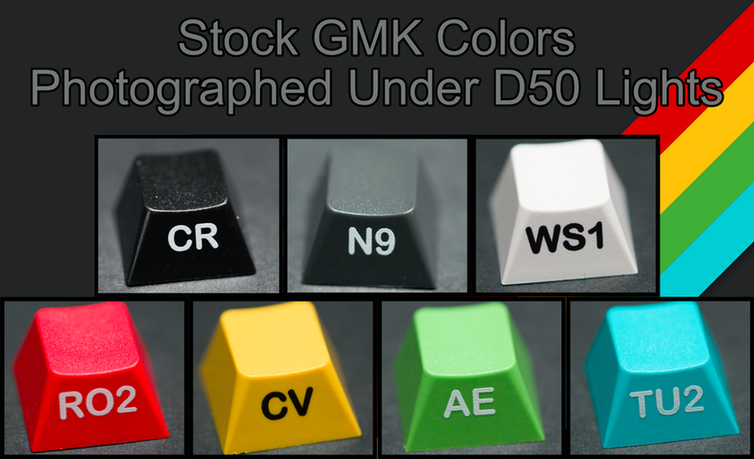 Stock GMK Colors
Photographed Under D50 Lights
CR
N9
WS1
RO2
CV
AE
TU2